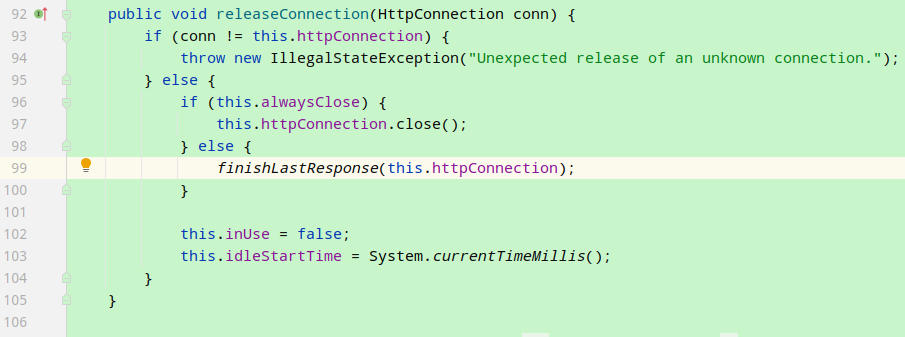 92 public void releaseConnection(HttpConnection conn) {
93 if (conn != this.httpConnection) {
94 throw new IllegalStateException("Unexpected release of an unknown connection.");
95 } else {
96 if (this.alwaysClose) {
97 this.httpConnection.close();
98 } else {
99 finishLastResponse(this.httpConnection);
100 }
101
102 this.inUse = false;
103 this.idleStartTime = System.currentTimeMillis();
104 }
105 }
106